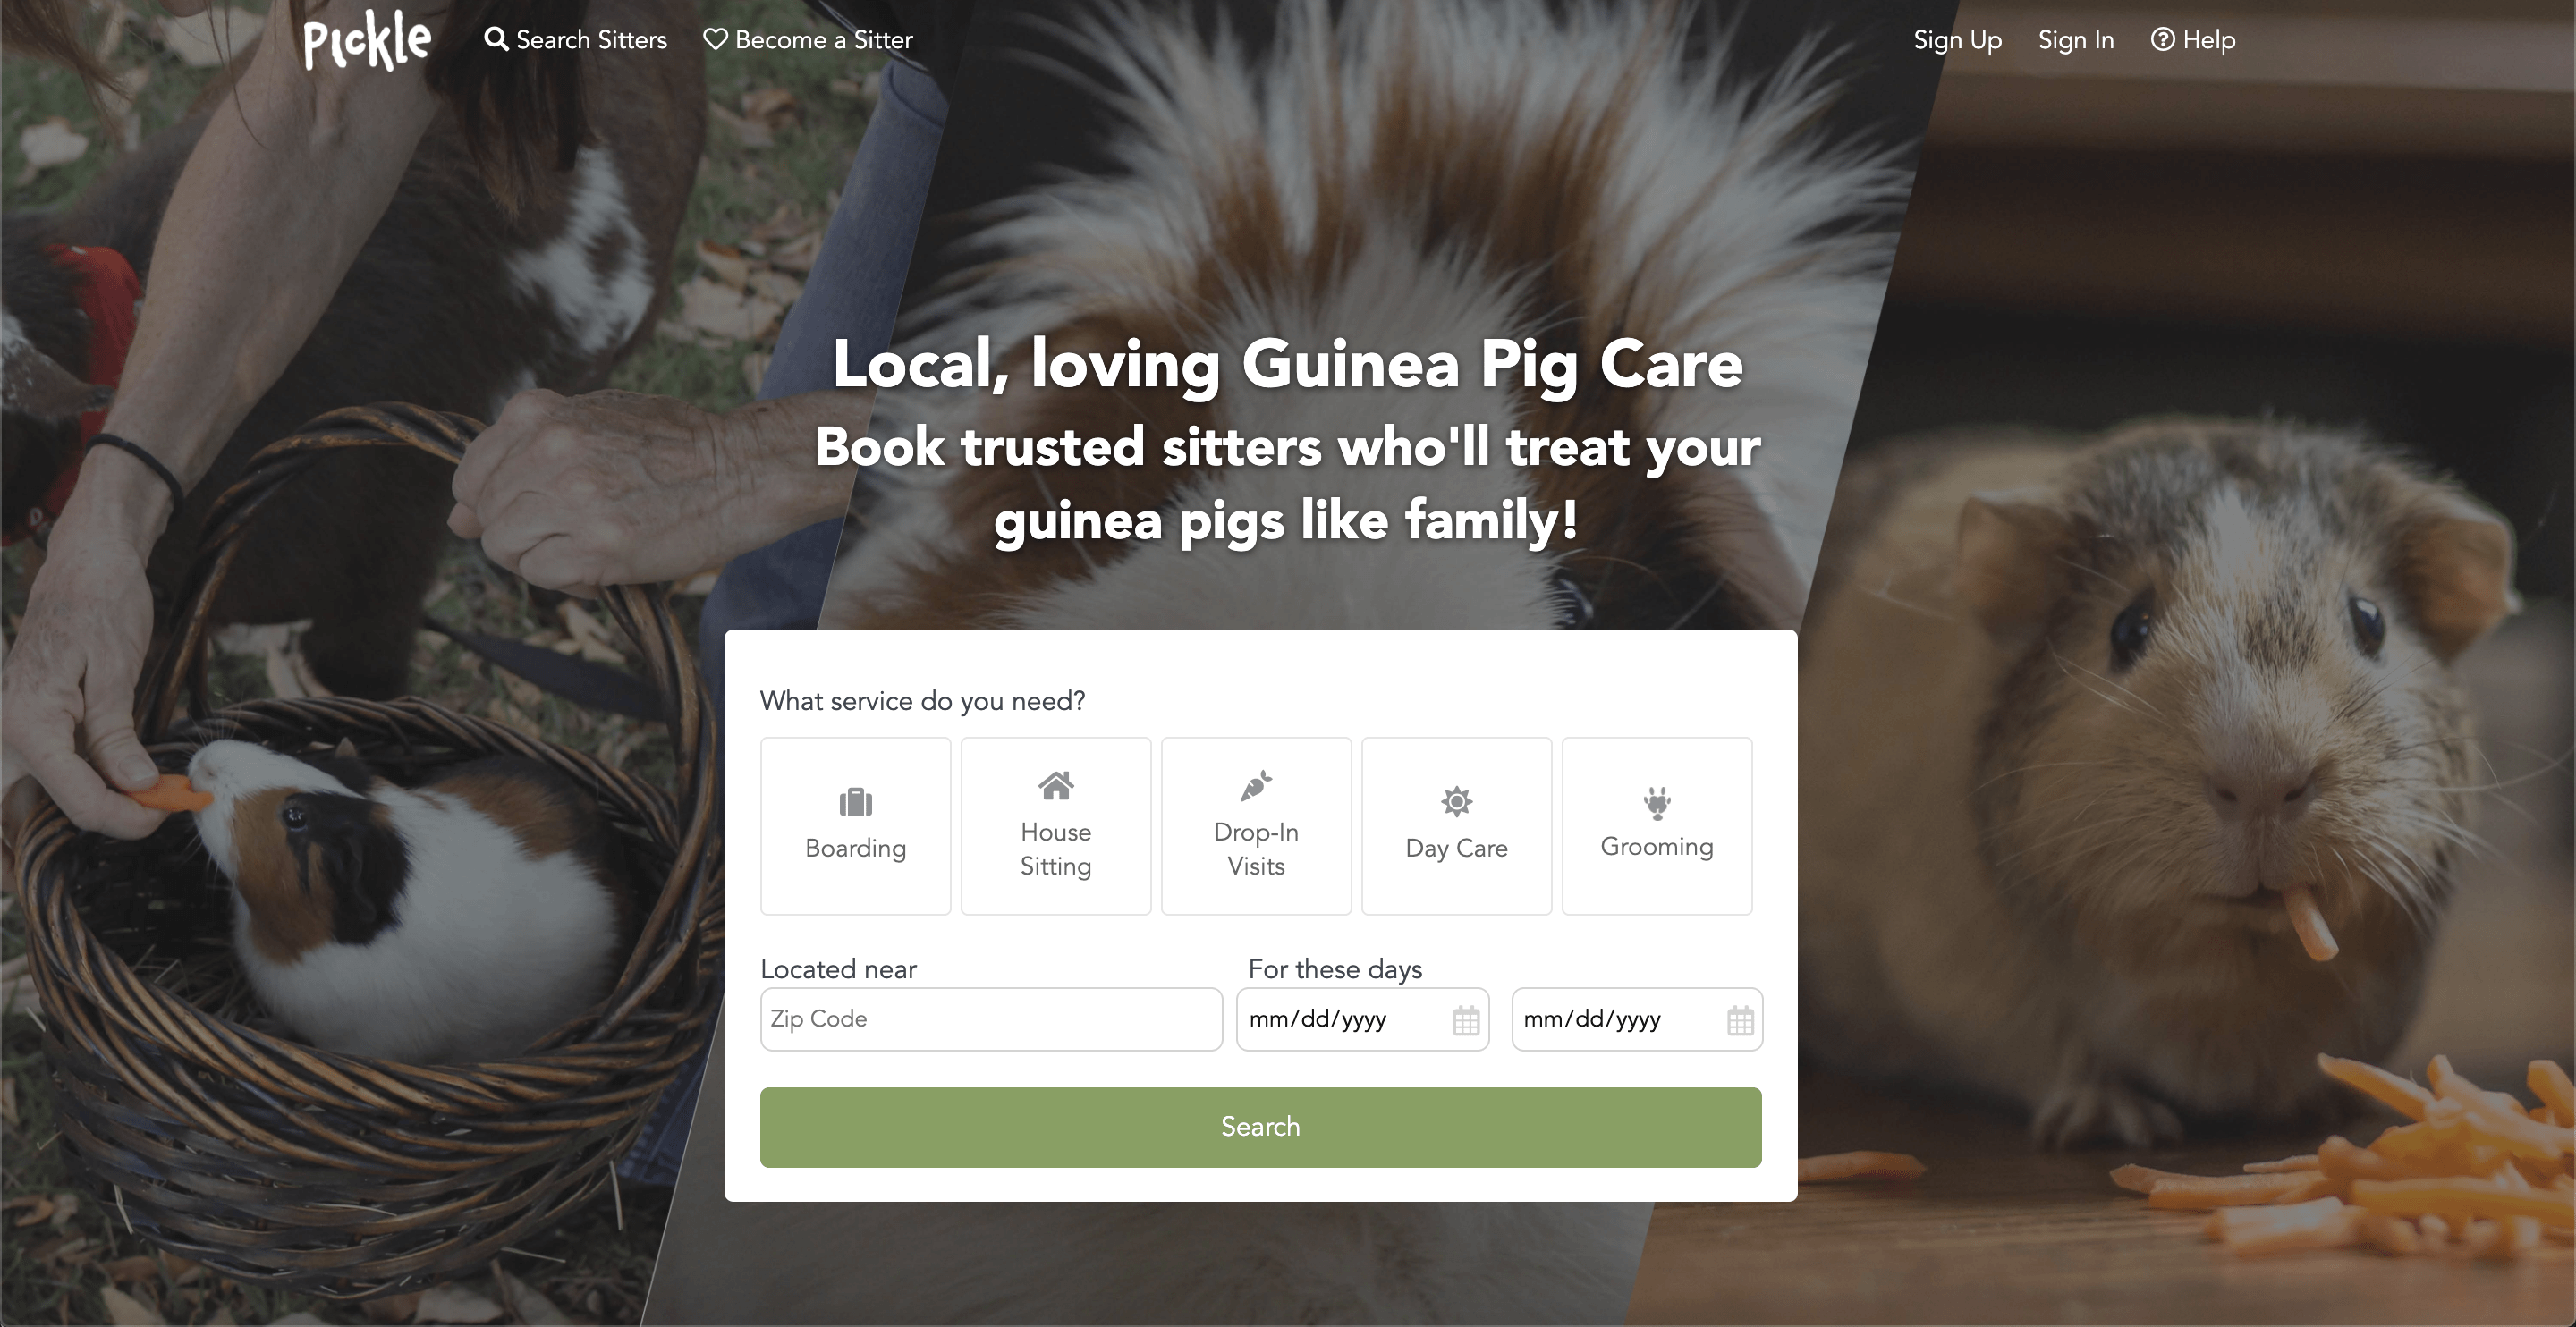 Pickle
Search Sitters
Become a Sitter
Sign Up
Sign In
Help
Local, loving Guinea Pig Care
Book trusted sitters who'll treat your
guinea pigs like family!
What service do you need?
Boarding
House
Sitting
Drop-In
Visits
Day Care
Grooming
Located near
For these days
Zip Code
mm/dd/yyyy
mm/dd/yyyy
Search